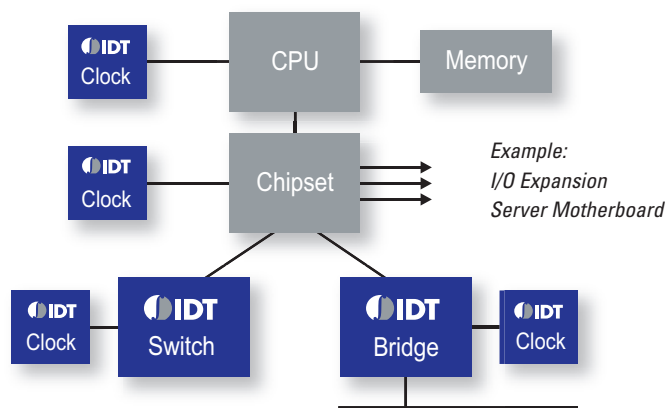 IDT
Clock
CPU
Memory
IDT
Clock
Chipset
Example:
I/O Expansion
Server Motherboard
IDT
Clock
IDT
Switch
IDT
Bridge
IDT
Clock